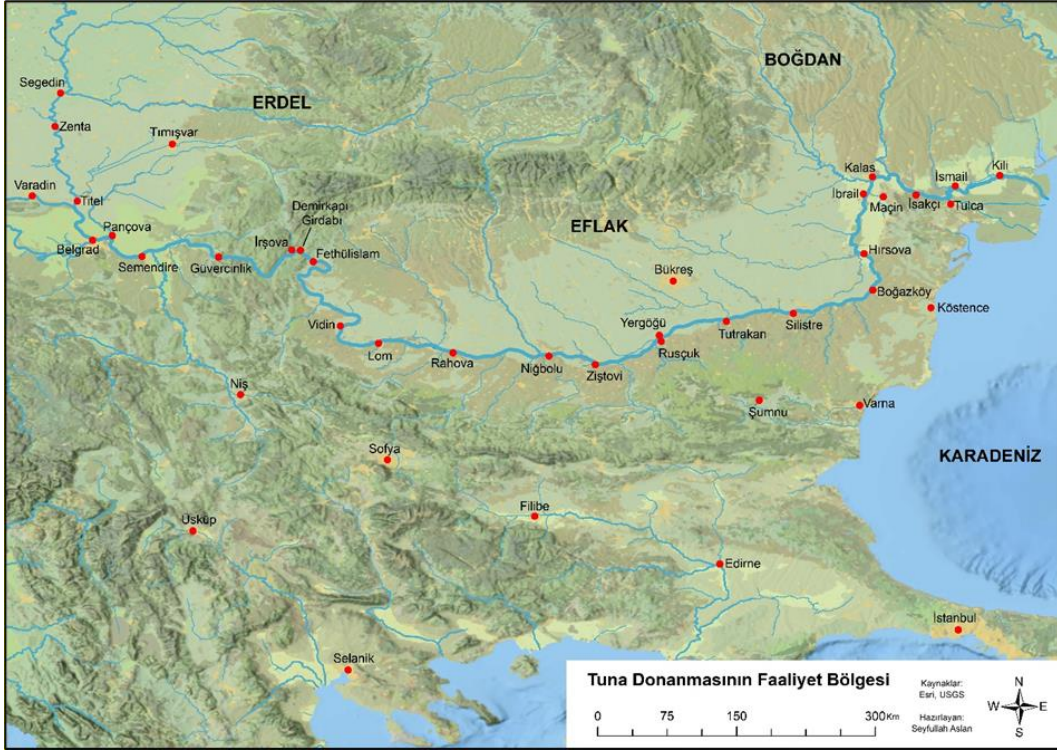 BOĞDAN
Segedin
ERDEL
Zenta
Tımışvar
Kalas
İsmail
Kili
Varadin
Titel
İbrail
Maçin
İsakçı
Tulca
Demirkapı
Girdabı
Pançova
EFLAK
Belgrad
İrşova
Fethülislam
Hırsova
Semendire
Güvercinlik
Bükreş
Boğazköy
Köstence
Vidin
Yergöğü
Tutrakan
Silistre
Lom
Rusçuk
Rahova
Niğbolu
Ziştovi
Niş
Şumnu
Varna
Sofya
KARADENİZ
Filibe
Üsküp
Edirne
İstanbul
Selanik
Tuna Donanmasının Faaliyet Bölgesi
Kaynaklar:
Esri, USGS
Hazırlayan:
Seyfullah Aslan
0 75 150 300 Km
N
W E
S